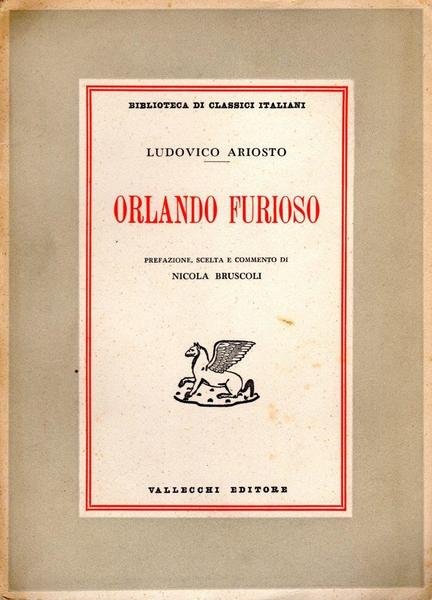 BIBLIOTECA DI CLASSICI ITALIANI
LUDOVICO ARIOSTO
ORLANDO FURIOSO
PREFAZIONE, SCELTA E COMMENTO DI
NICOLA BRUSCOLI
VALLECCHI EDITORE